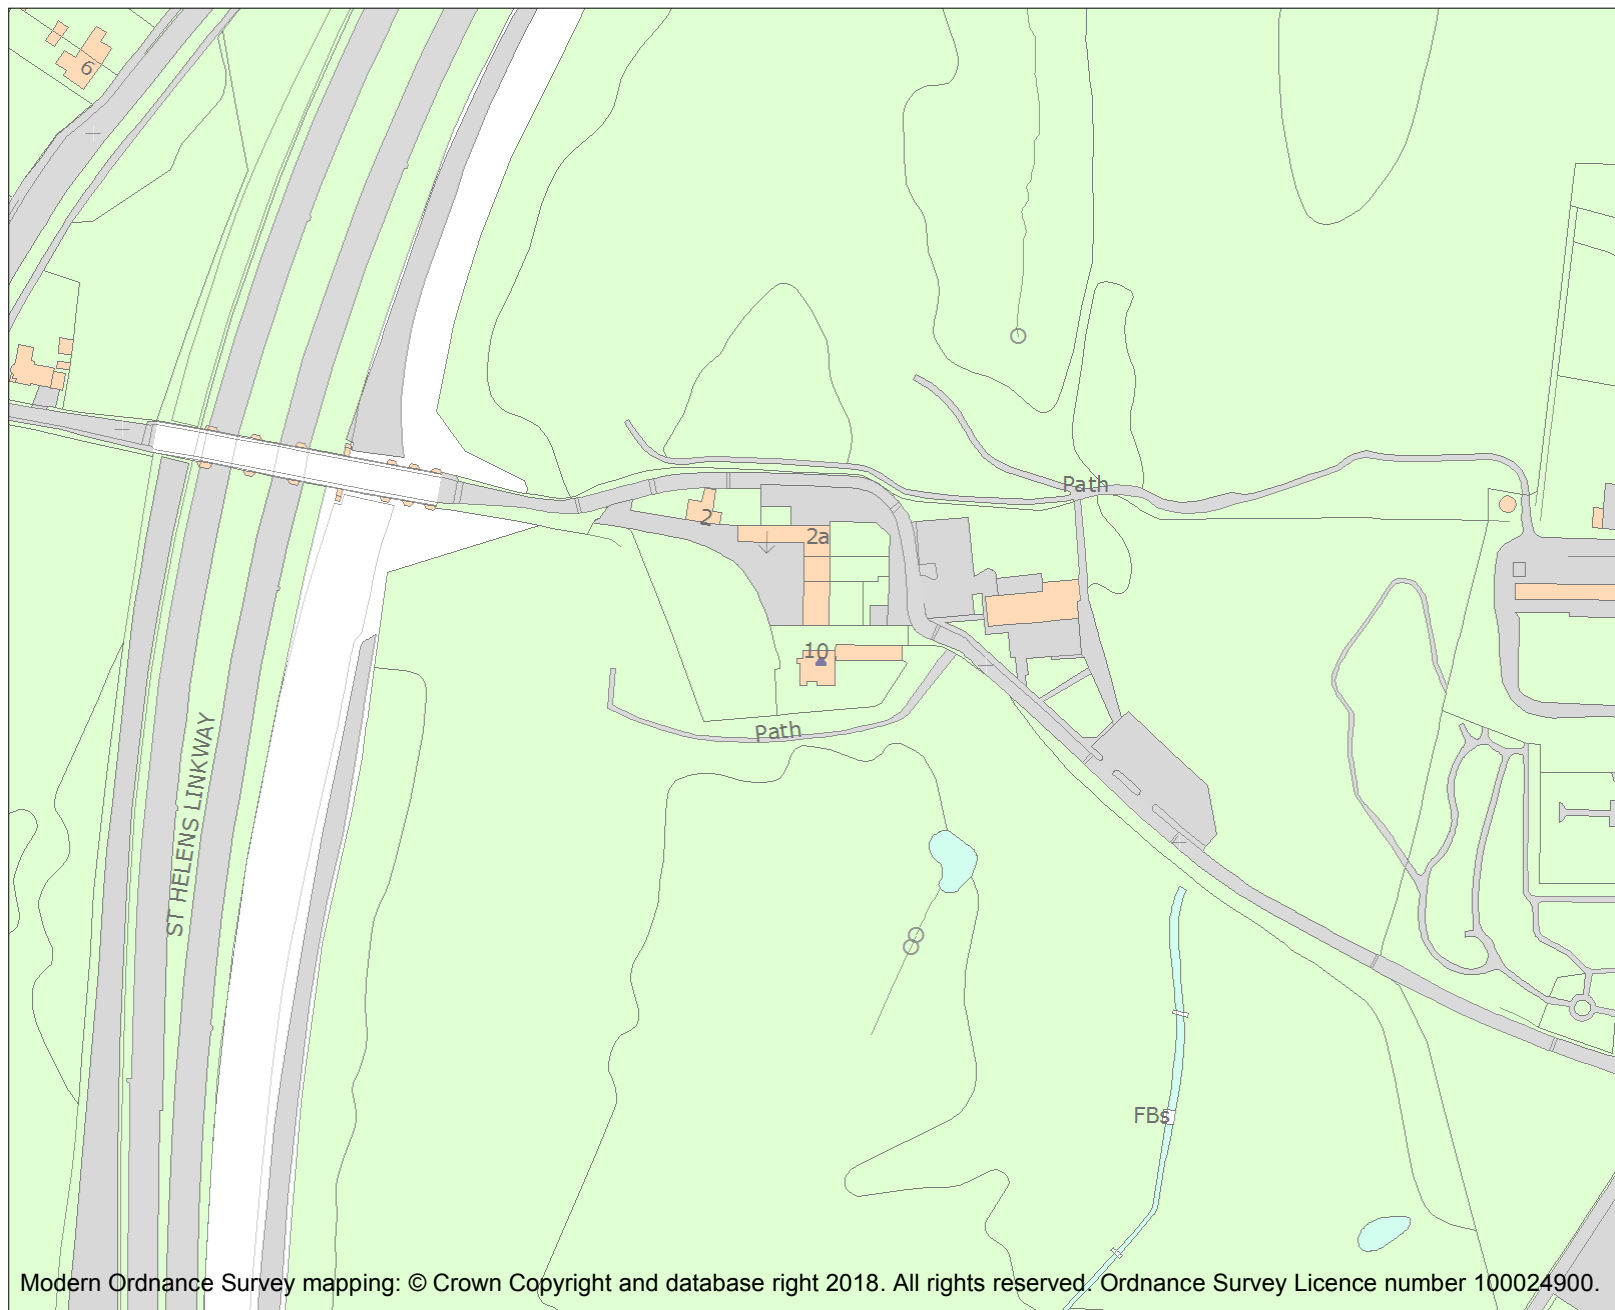 6
Path
2
2a
10
Path
ST HELENS LINKWAY
FBs
Modern Ordnance Survey mapping: © Crown Copyright and database right 2018. All rights reserved. Ordnance Survey Licence number 100024900.